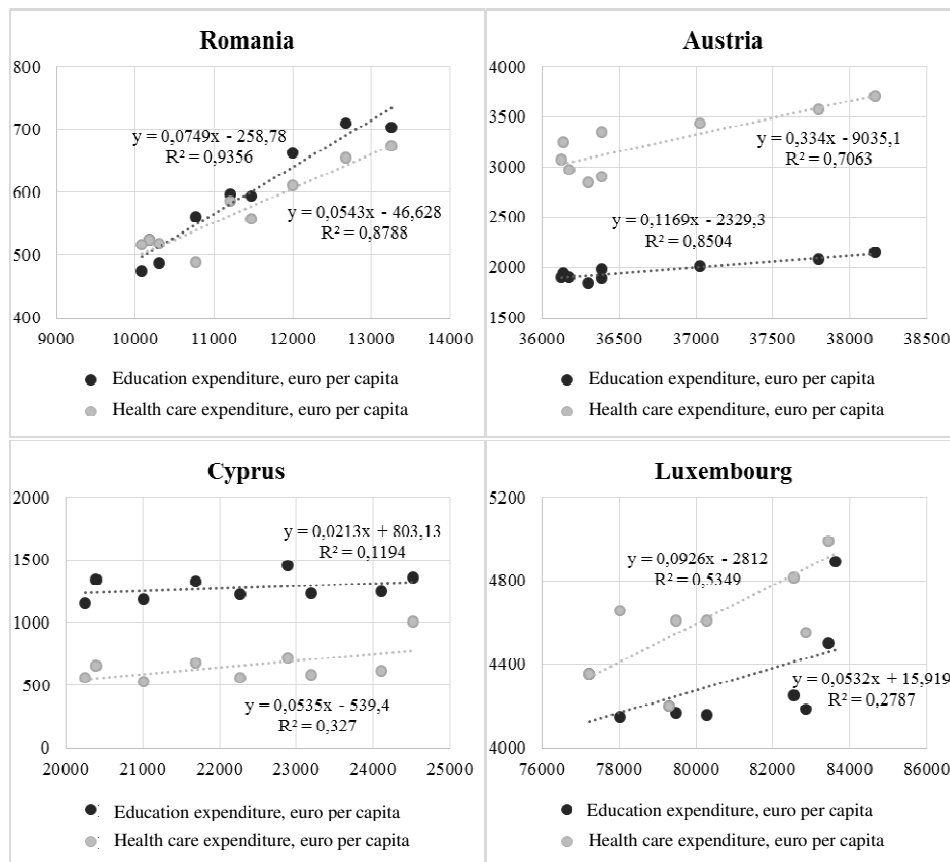 Romania
800
700
600
500
400
y = 0,0749x - 258,78
R² = 0,9356
y = 0,0543x - 46,628
R² = 0,8788
9000 10000 11000 12000 13000 14000
Education expenditure, euro per capita
Health care expenditure, euro per capita
Austria
4000
3500
3000
2500
2000
1500
y = 0,334x - 9035,1
R² = 0,7063
y = 0,1169x - 2329,3
R² = 0,8504
36000 36500 37000 37500 38000 38500
Education expenditure, euro per capita
Health care expenditure, euro per capita
Cyprus
2000
1500
1000
500
0
y = 0,0213x + 803,13
R² = 0,1194
y = 0,0535x - 539,4
R² = 0,327
20000 21000 22000 23000 24000 25000
Education expenditure, euro per capita
Health care expenditure, euro per capita
Luxembourg
5200
4800
4400
4000
y = 0,0926x - 2812
R² = 0,5349
y = 0,0532x + 15,919
R² = 0,2787
76000 78000 80000 82000 84000 86000
Education expenditure, euro per capita
Health care expenditure, euro per capita